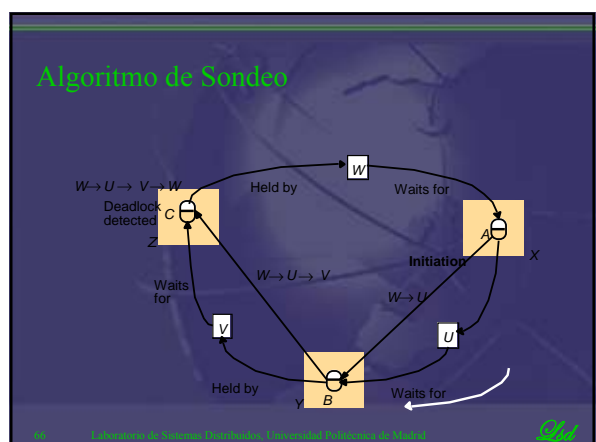 Algoritmo de Sondeo
W
W→ U → V → W
Held by
Waits for
Deadlock
detected
C
A
Z
Initiation
X
W→ U → V
Waits
for
W→ U
V
U
Held by
Waits for
Y
B
66 Laboratorio de Sistemas Distribuidos. Universidad Politécnica de Madrid
Lsd